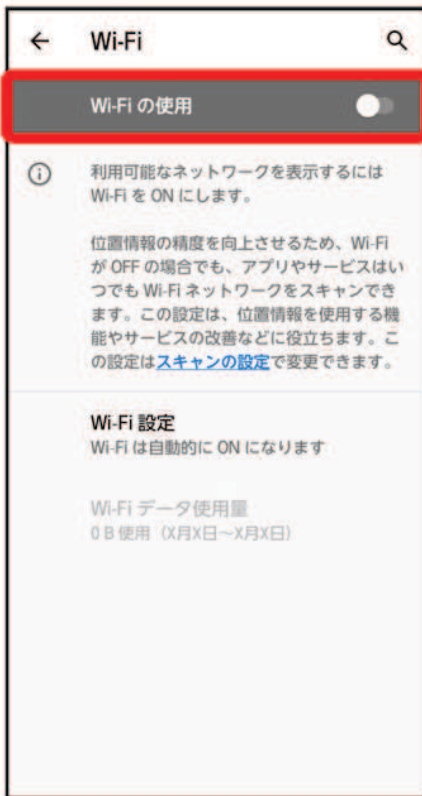 Wi-Fi
Wi-Fi の使用
利用可能なネットワークを表示するには
Wi-Fi を ON にします。
位置情報の精度を向上させるため、Wi-Fi
が OFF の場合でも、アプリやサービスはい
つでも Wi-Fi ネットワークをスキャンでき
ます。この設定は、位置情報を使用する機
能やサービスの改善などに役立ちます。こ
の設定はスキャンの設定で変更できます。
Wi-Fi 設定
Wi-Fi は自動的に ON になります
Wi-Fi データ使用量
0 B 使用（X月X日～X月X日）